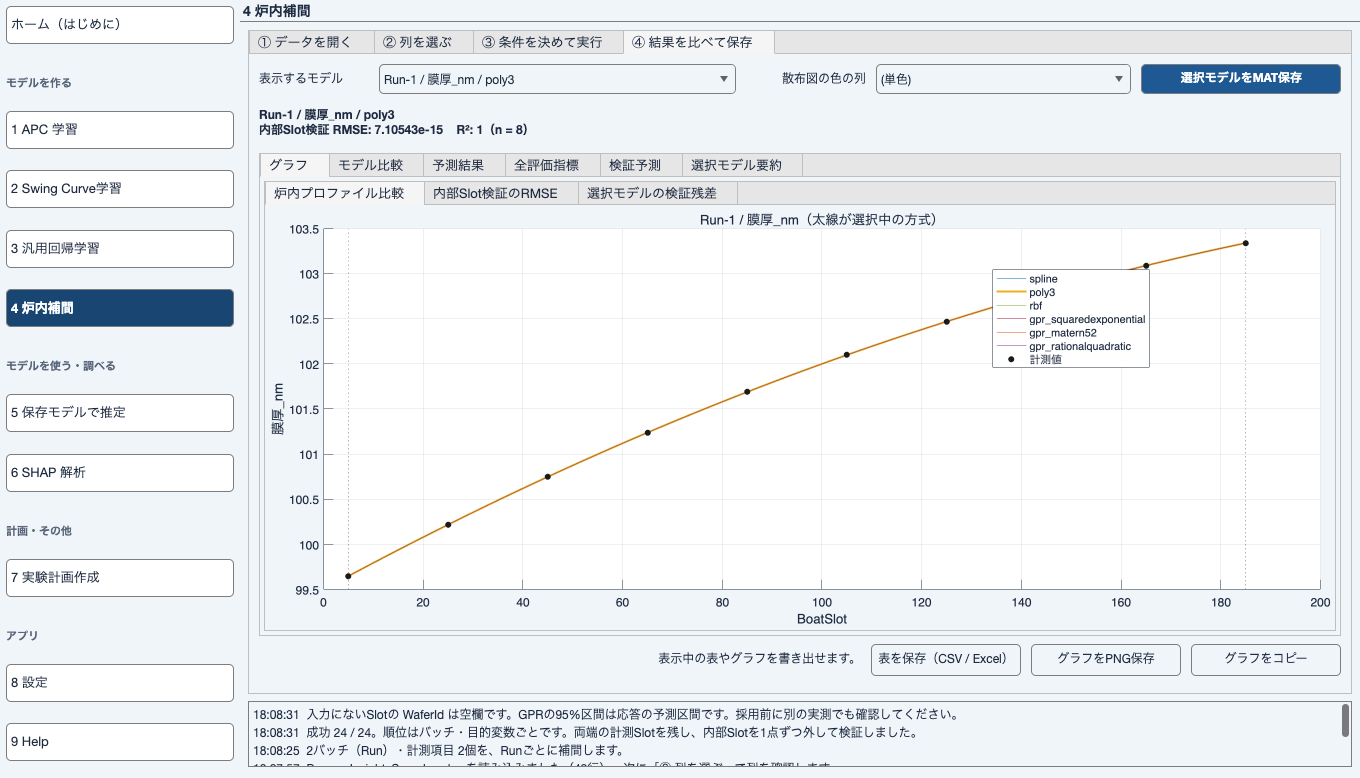 ホーム（はじめに）
モデルを作る
1 APC 学習
2 Swing Curve学習
3 汎用回帰学習
4 炉内補間
モデルを使う・調べる
5 保存モデルで推定
6 SHAP 解析
計画・その他
7 実験計画作成
アプリ
8 設定
9 Help
4 炉内補間
① データを開く
② 列を選ぶ
③ 条件を決めて実行
④ 結果を比べて保存
表示するモデル
Run-1 / 膜厚_nm / poly3
散布図の色の列
(単色)
選択モデルをMAT保存
Run-1 / 膜厚_nm / poly3
内部Slot検証 RMSE: 7.10543e-15 R²: 1（n = 8）
グラフ
モデル比較
予測結果
全評価指標
検証予測
選択モデル要約
炉内プロファイル比較
内部Slot検証のRMSE
選択モデルの検証残差
Run-1 / 膜厚_nm（太線が選択中の方式）
103.5
103
102.5
102
101.5
101
100.5
100
99.5
膜厚_nm
spline
poly3
rbf
gpr_squaredexponential
gpr_matern52
gpr_rationalquadratic
計測値
0 20 40 60 80 100 120 140 160 180 200
BoatSlot
表示中の表やグラフを書き出せます。
表を保存（CSV / Excel）
グラフをPNG保存
グラフをコピー
18:08:31 入力にないSlotの WaferId は空欄です。GPRの95%区間は応答の予測区間です。採用前に別の実測でも確認してください。
18:08:31 成功 24 / 24。順位はバッチ・目的変数ごとです。両端の計測Slotを残し、内部Slotを1点ずつ外して検証しました。
18:08:25 2バッチ（Run）・計測項目 2個を、Runごとに補間します。